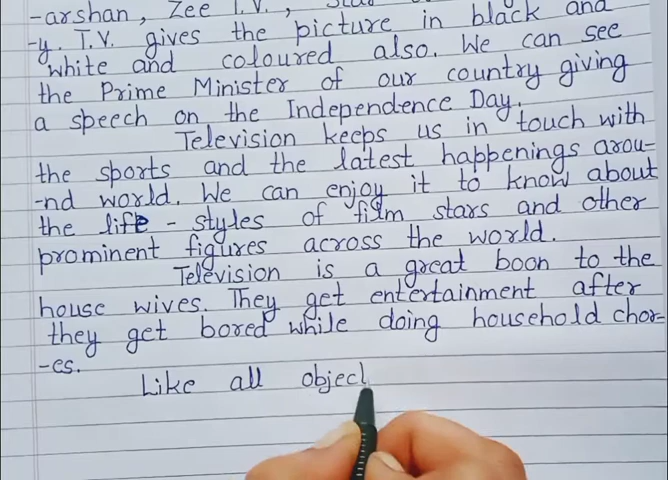 -arshan, Zee T.V.,
-y. T.V. gives the picture in black and
white and coloured also. We can see
the Prime Minister of our country giving
a speech on the Independence Day.
Television keeps us in touch with
the sports and the latest happenings arou-
-nd world. We can enjoy it to know about
the life - styles of film stars and other
prominent figures across the world.
Television is a great boon to the
house wives. They get entertainment after
they get bored while doing household chor-
-es.
Like all object